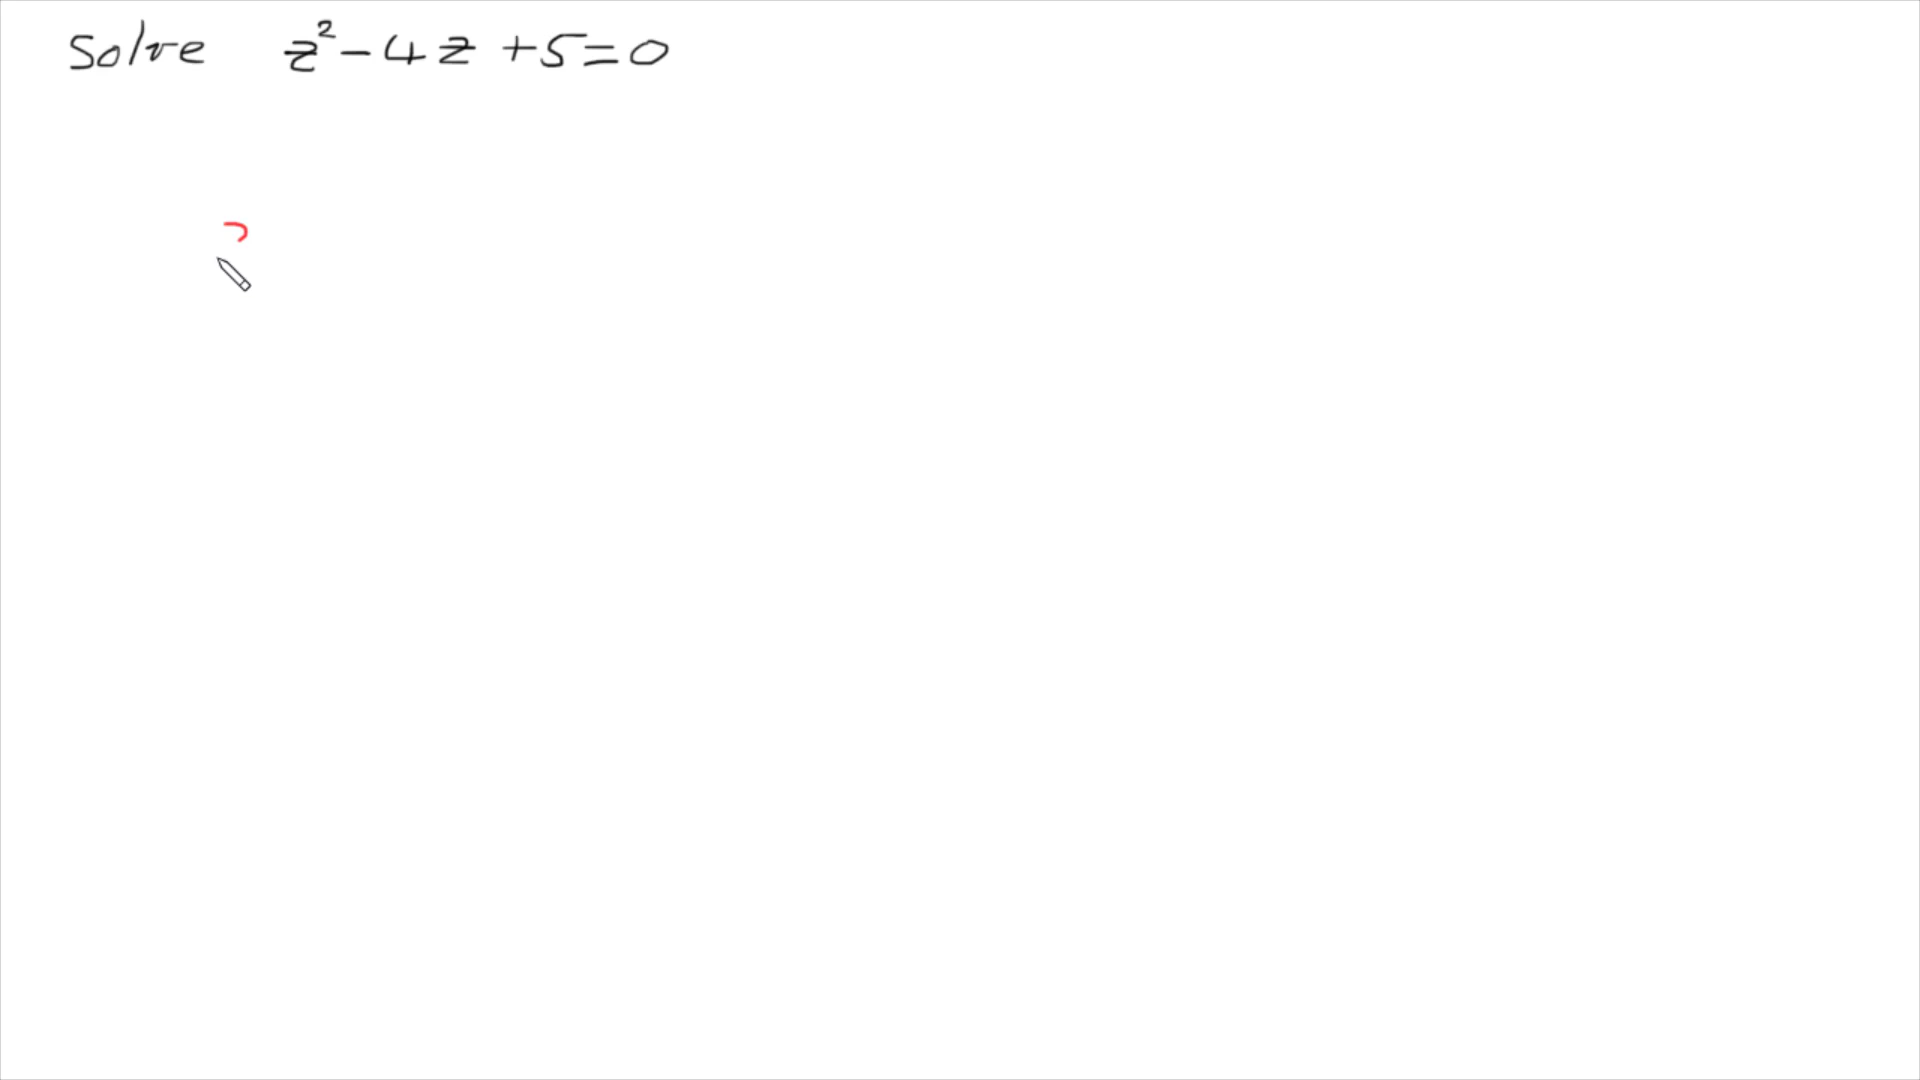 Solve z² - 4z + 5 = 0